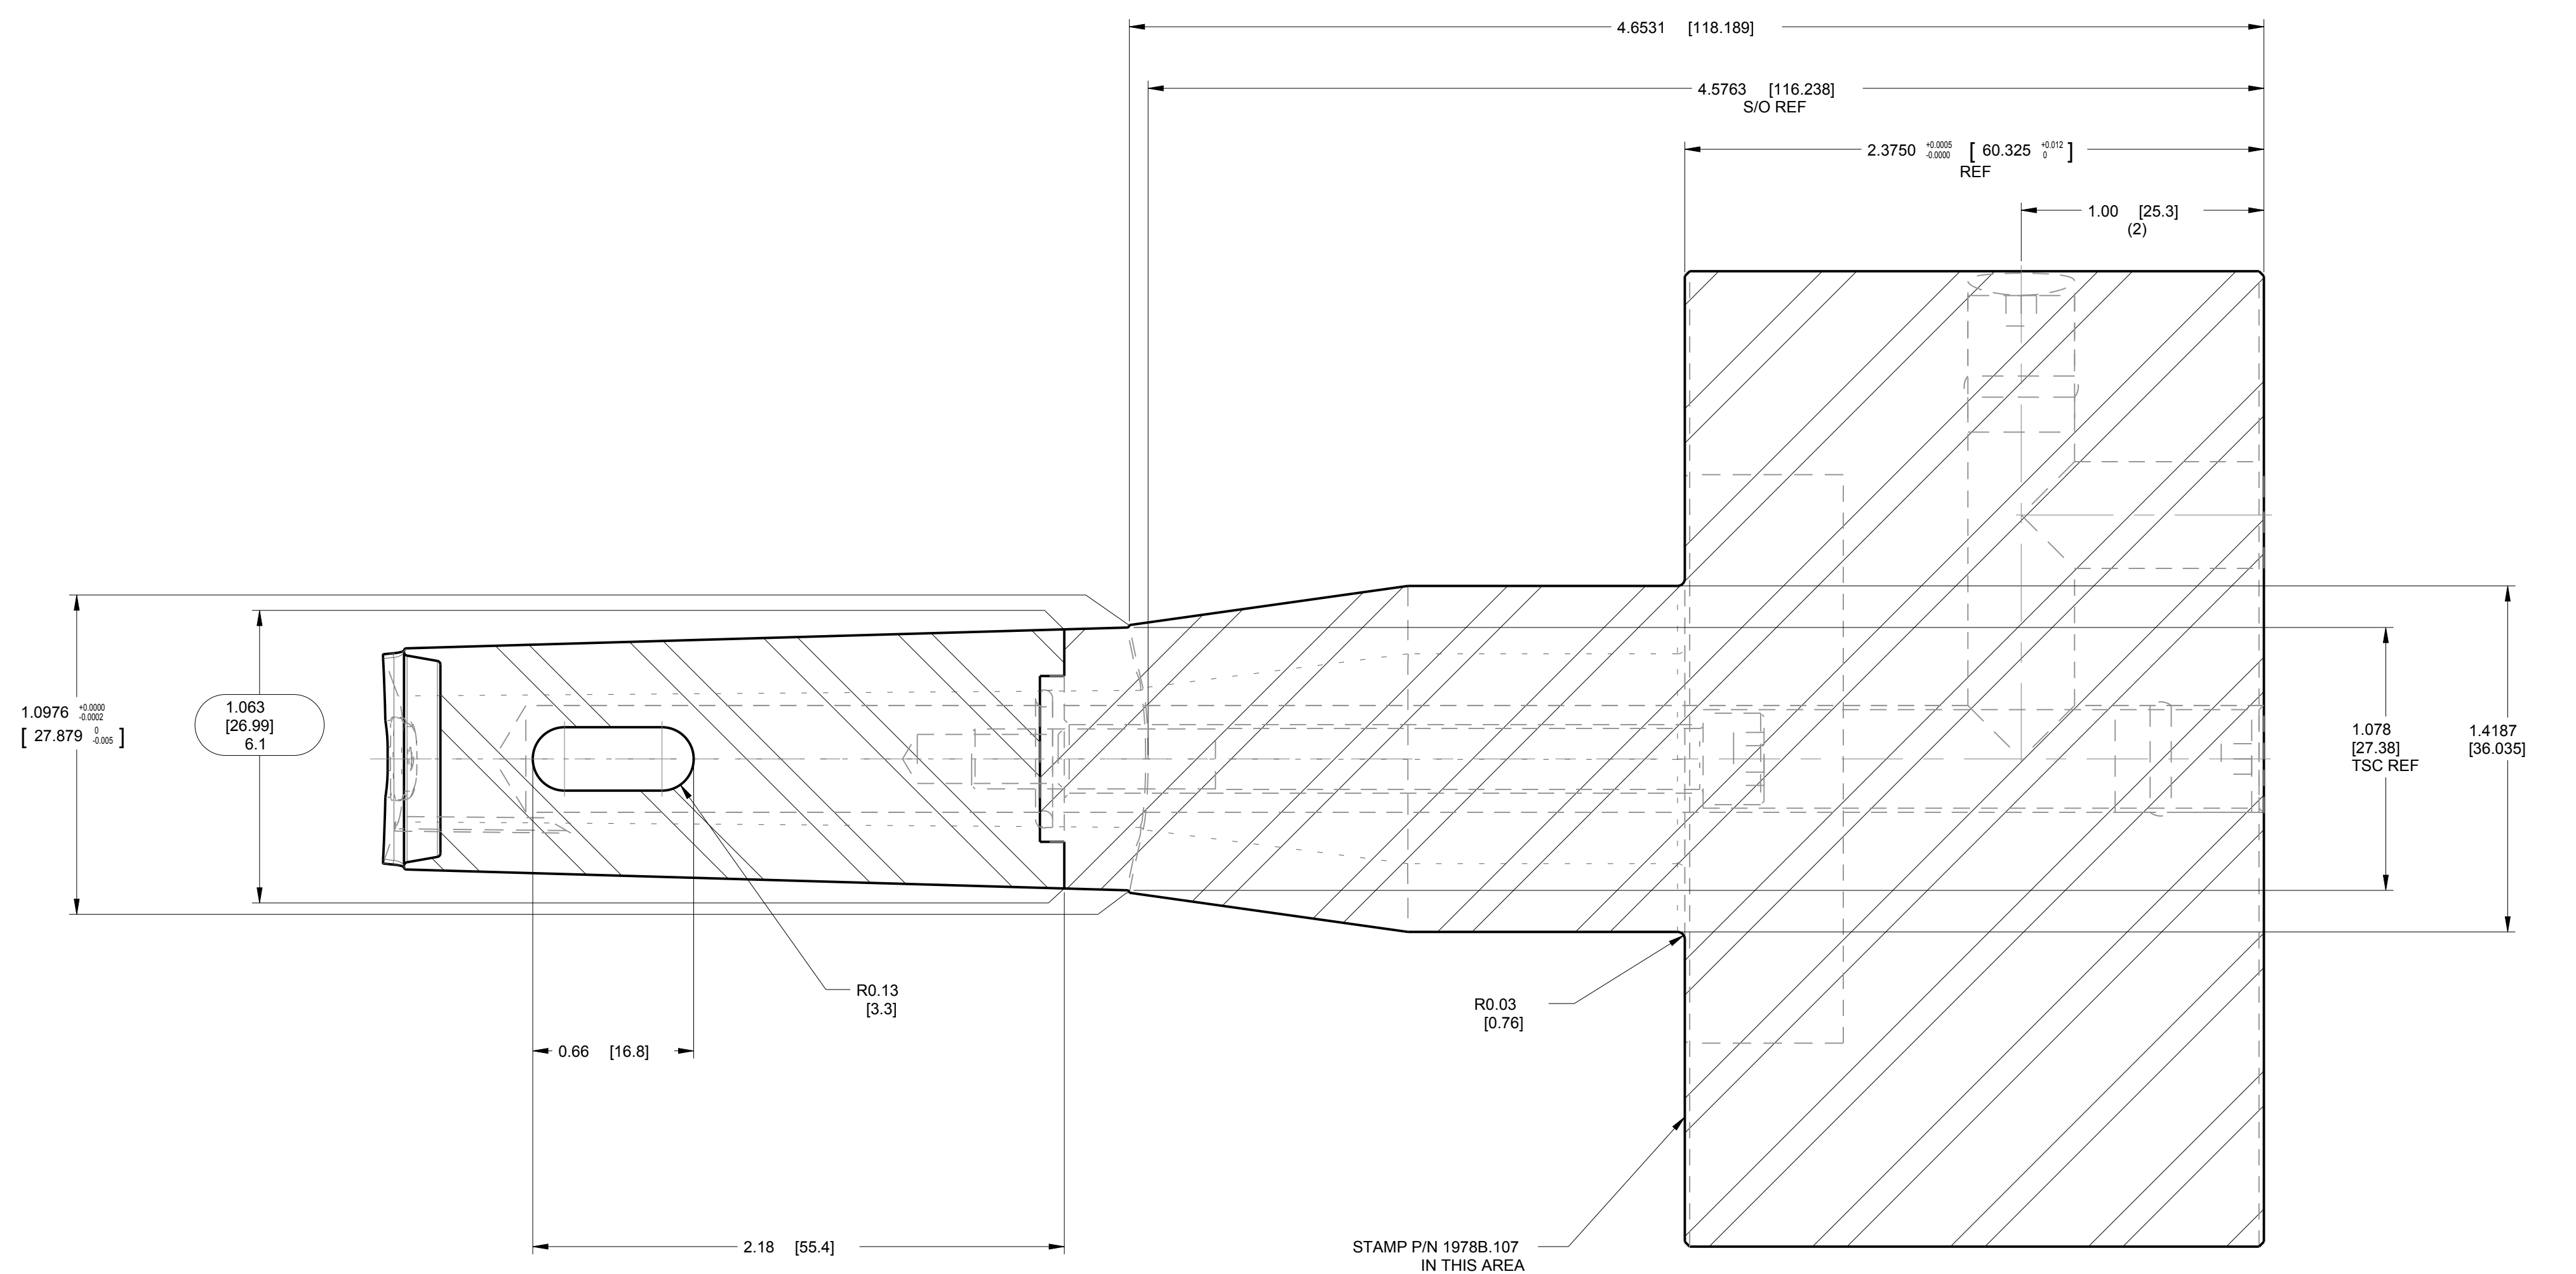 4.6531 [118.189]
4.5763 [116.238]
S/O REF
2.3750 +0.0005 -0.0000 [ 60.325 +0.012 0 ]
REF
1.00 [25.3]
(2)
1.0976 +0.0000 -0.0002
[ 27.879 0 -0.005 ]
1.063
[26.99]
6.1
1.078
[27.38]
TSC REF
1.4187
[36.035]
R0.13
[3.3]
R0.03
[0.76]
0.66 [16.8]
2.18 [55.4]
STAMP P/N 1978B.107
IN THIS AREA